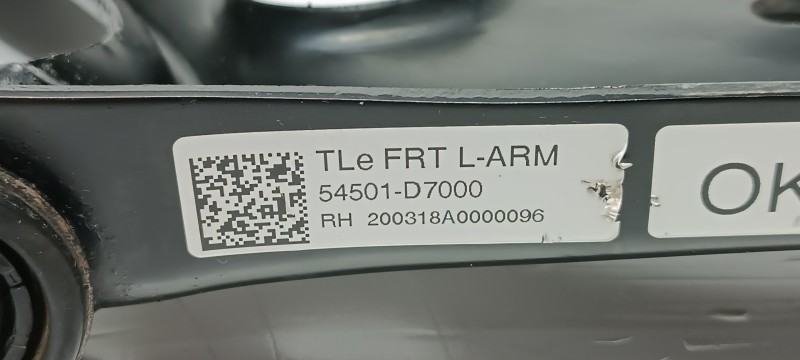 TLe FRT L-ARM
54501-D7000
RH 200318A0000096
OK